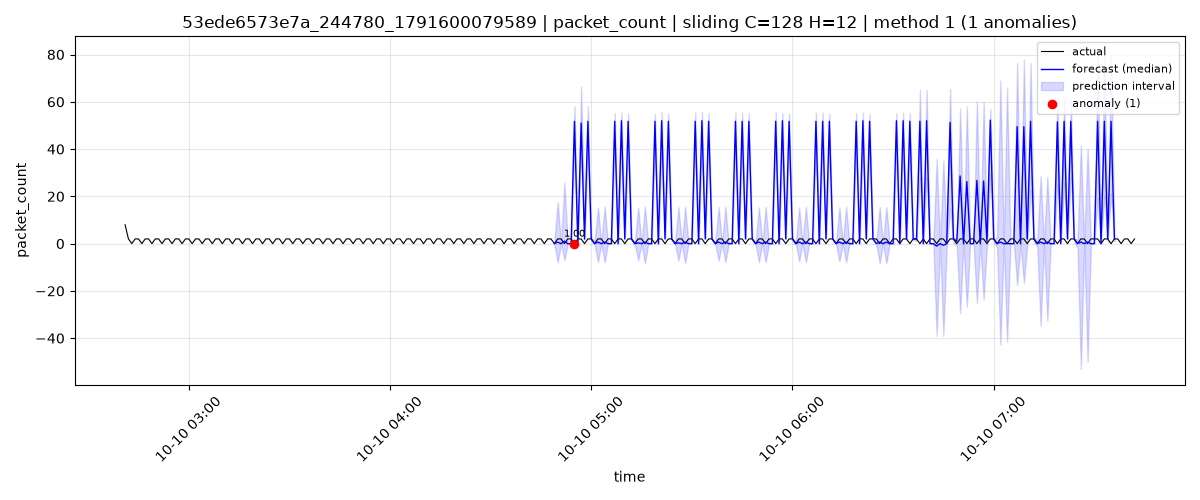 53ede6573e7a_244780_1791600079589 | packet_count | sliding C=128 H=12 | method 1 (1 anomalies)
actual
forecast (median)
prediction interval
anomaly (1)
80
60
40
20
0
−20
−40
packet_count
1.00
10-10 03:00
10-10 04:00
10-10 05:00
10-10 06:00
10-10 07:00
time